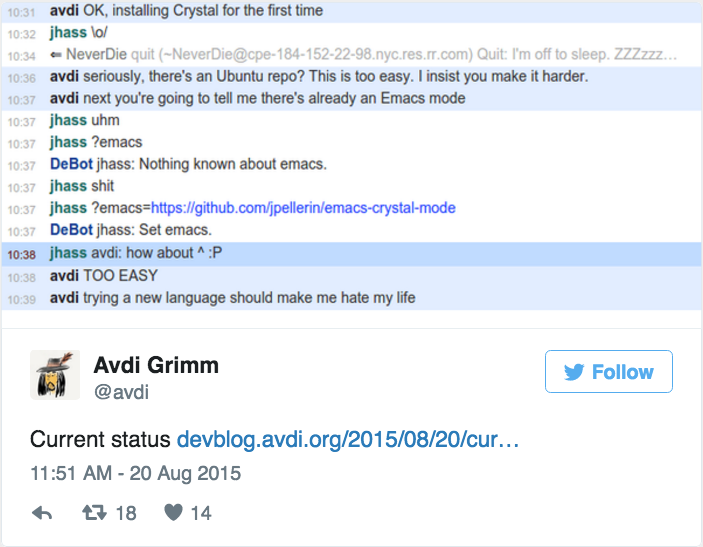 10:31 avdi OK, installing Crystal for the first time
10:32 jhass \o/
10:34 ⇐ NeverDie quit (~NeverDie@cpe-184-152-22-98.nyc.res.rr.com) Quit: I'm off to sleep. ZZZzzz…
10:36 avdi seriously, there's an Ubuntu repo? This is too easy. I insist you make it harder.
10:37 avdi next you're going to tell me there's already an Emacs mode
10:37 jhass uhm
10:37 jhass ?emacs
10:37 DeBot jhass: Nothing known about emacs.
10:37 jhass shit
10:37 jhass ?emacs=https://github.com/jpellerin/emacs-crystal-mode
10:37 DeBot jhass: Set emacs.
10:38 jhass avdi: how about ^ :P
10:38 avdi TOO EASY
10:39 avdi trying a new language should make me hate my life
Avdi Grimm
@avdi
Follow
Current status devblog.avdi.org/2015/08/20/cur…
11:51 AM - 20 Aug 2015
18 14